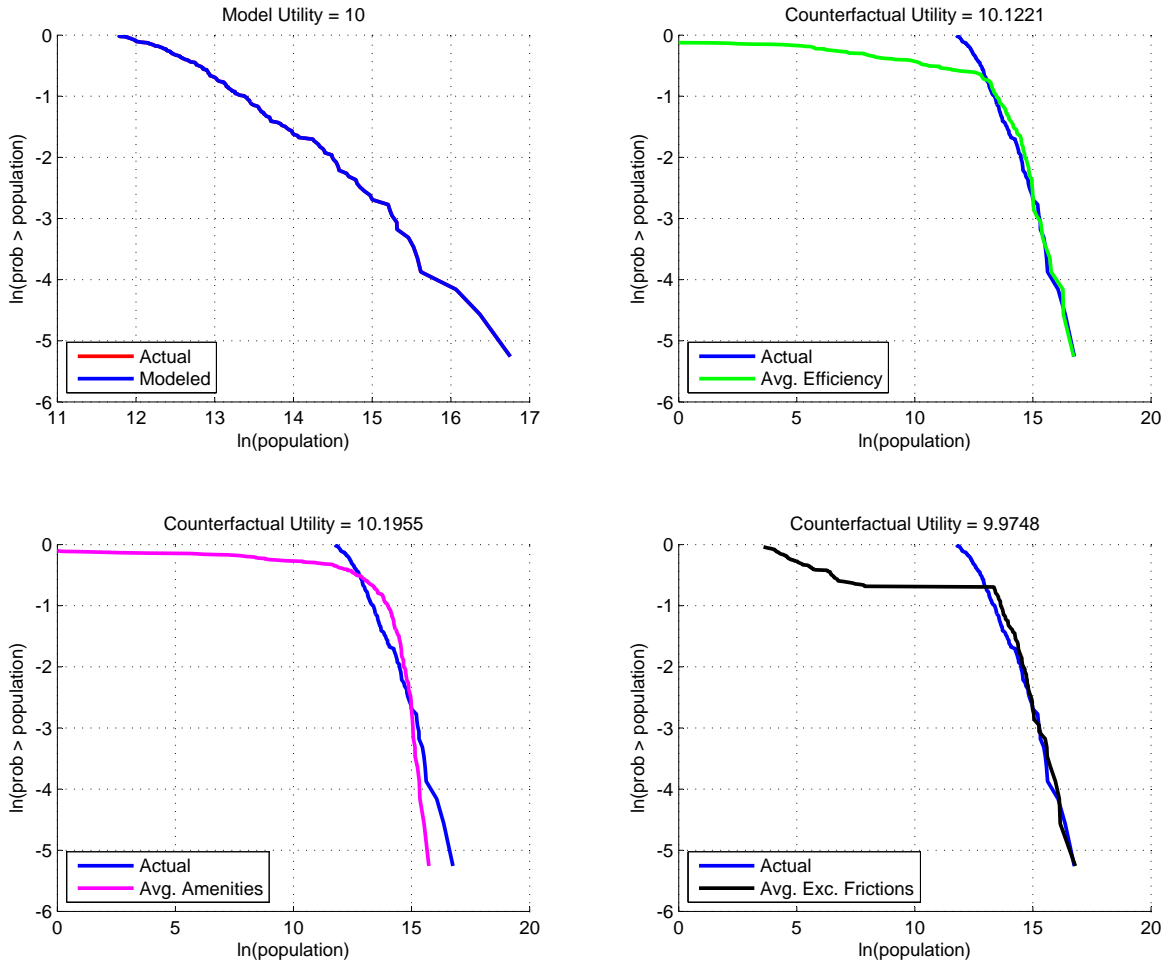 Model Utility = 10
0
-1
-2
-3
-4
-5
-6
ln(prob > population)
11 12 13 14 15 16 17
ln(population)
Actual
Modeled
Counterfactual Utility = 10.1221
0
-1
-2
-3
-4
-5
-6
ln(prob > population)
0 5 10 15 20
ln(population)
Actual
Avg. Efficiency
Counterfactual Utility = 10.1955
0
-1
-2
-3
-4
-5
-6
ln(prob > population)
0 5 10 15 20
ln(population)
Actual
Avg. Amenities
Counterfactual Utility = 9.9748
0
-1
-2
-3
-4
-5
-6
ln(prob > population)
0 5 10 15 20
ln(population)
Actual
Avg. Exc. Frictions